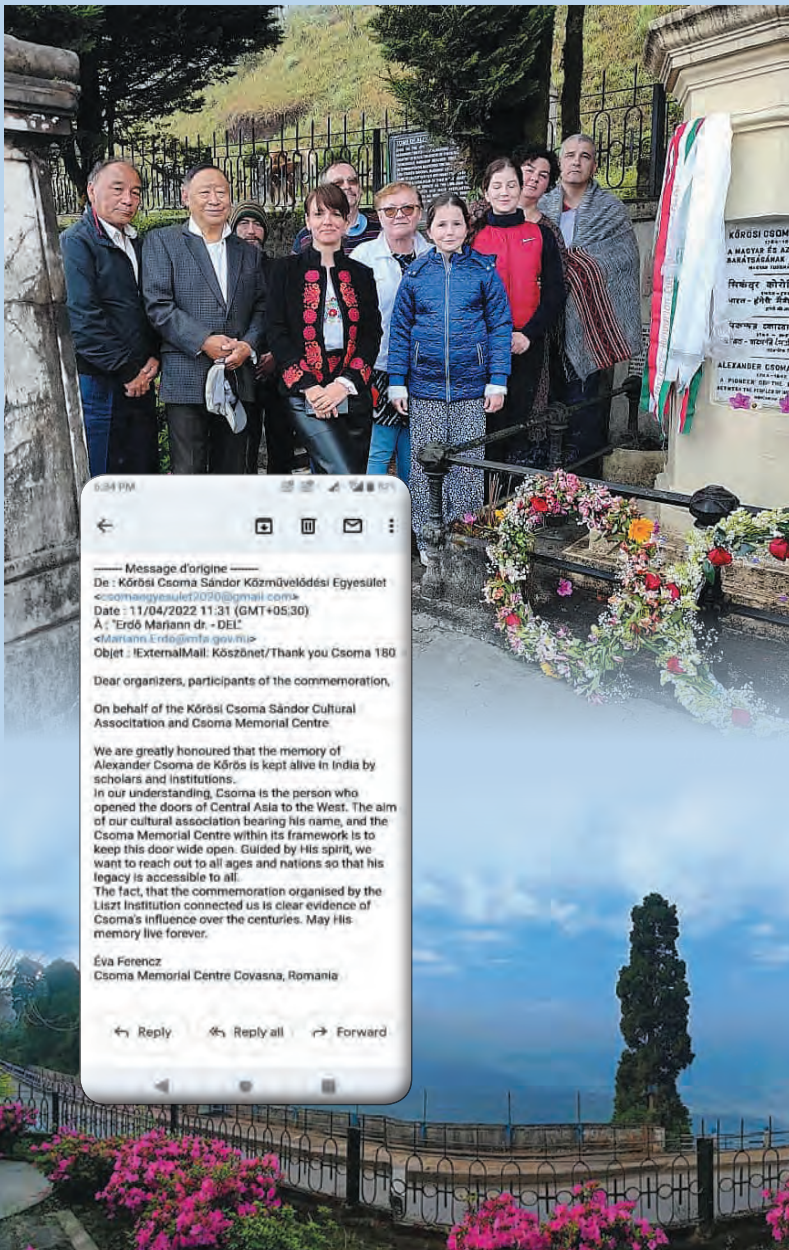 KŐRÖSI CSOM
A MAGYAR ÉS AZ
BARÁTSÁGÁNAK
सिकंदर कोरोशि
ALEXANDER CSOMA
A PIONEER OF THE
6:34 PM
------ Message d'origine ------
De : Kőrösi Csoma Sándor Közművelődési Egyesület
<csomaegyesulet2020@gmail.com>
Date : 11/04/2022 11:31 (GMT+05:30)
À : "Erdő Mariann dr. - DEL"
<Mariann.Erdo@mfa.gov.hu>
Objet : !ExternalMail: Köszönet/Thank you Csoma 180
Dear organizers, participants of the commemoration,
On behalf of the Kőrösi Csoma Sándor Cultural
Associtation and Csoma Memorial Centre
We are greatly honoured that the memory of
Alexander Csoma de Kőrös is kept alive in India by
scholars and institutions.
In our understanding, Csoma is the person who
opened the doors of Central Asia to the West. The aim
of our cultural association bearing his name, and the
Csoma Memorial Centre within its framework is to
keep this door wide open. Guided by His spirit, we
want to reach out to all ages and nations so that his
legacy is accessible to all.
The fact, that the commemoration organised by the
Liszt Institution connected us is clear evidence of
Csoma's influence over the centuries. May His
memory live forever.
Éva Ferencz
Csoma Memorial Centre Covasna, Romania
Reply
Reply all
Forward